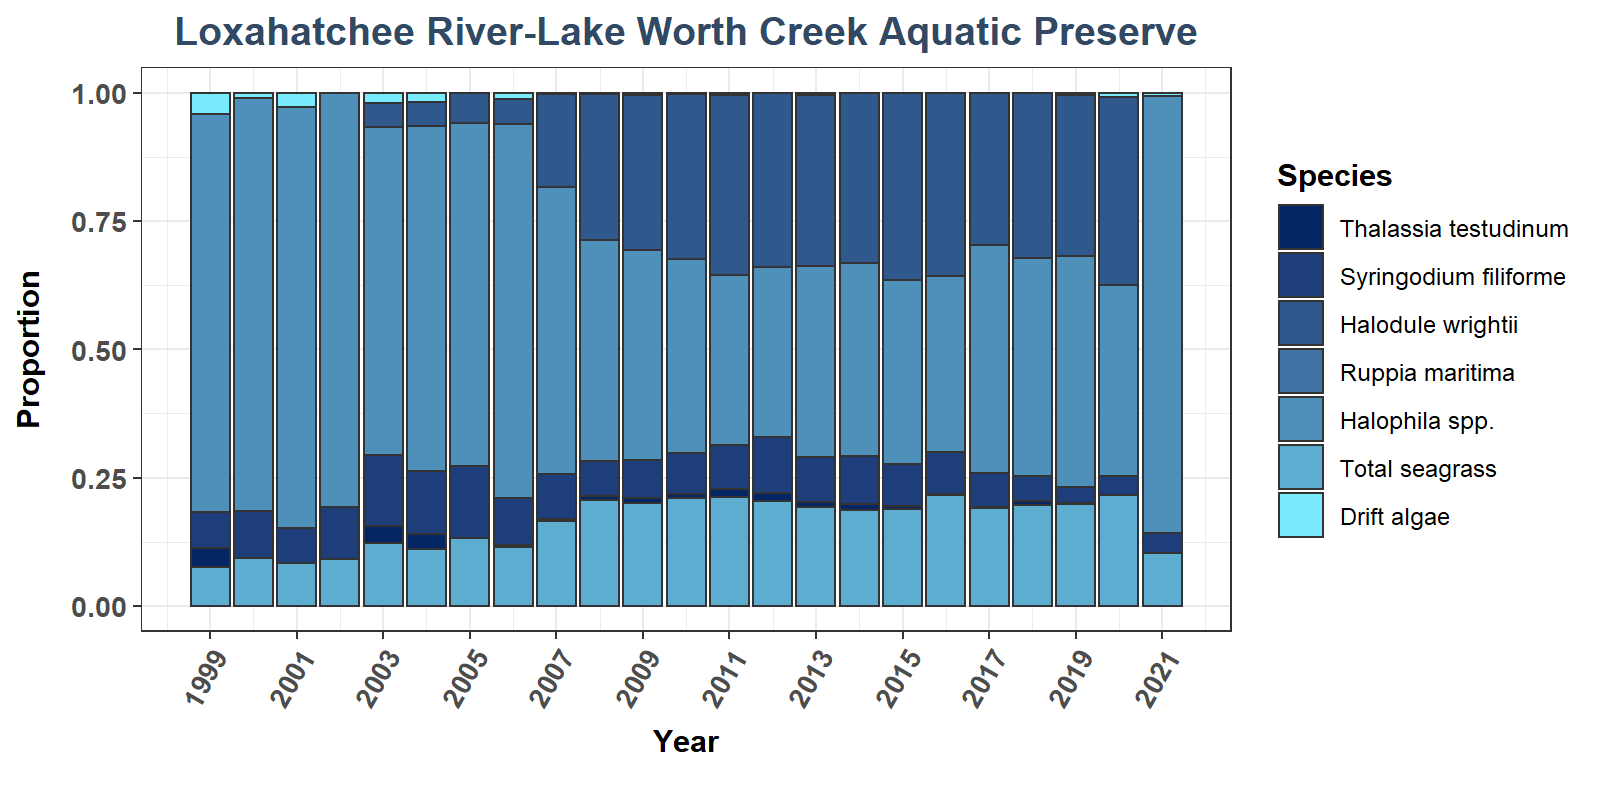 Loxahatchee River-Lake Worth Creek Aquatic Preserve
Proportion
1.00
0.75
0.50
0.25
0.00
1999
2001
2003
2005
2007
2009
2011
2013
2015
2017
2019
2021
Year
Species
Thalassia testudinum
Syringodium filiforme
Halodule wrightii
Ruppia maritima
Halophila spp.
Total seagrass
Drift algae